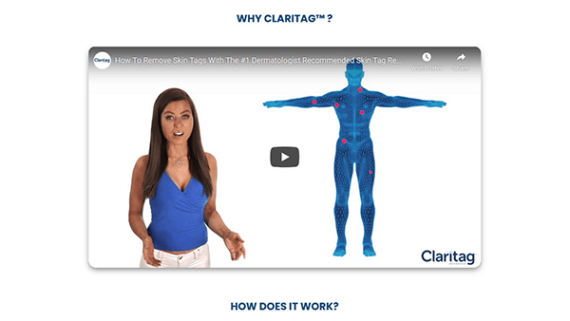 WHY CLARITAG™ ?
Claritag
How To Remove Skin Tags With The #1 Dermatologist Recommended Skin Tag Re...
Claritag
HOW DOES IT WORK?